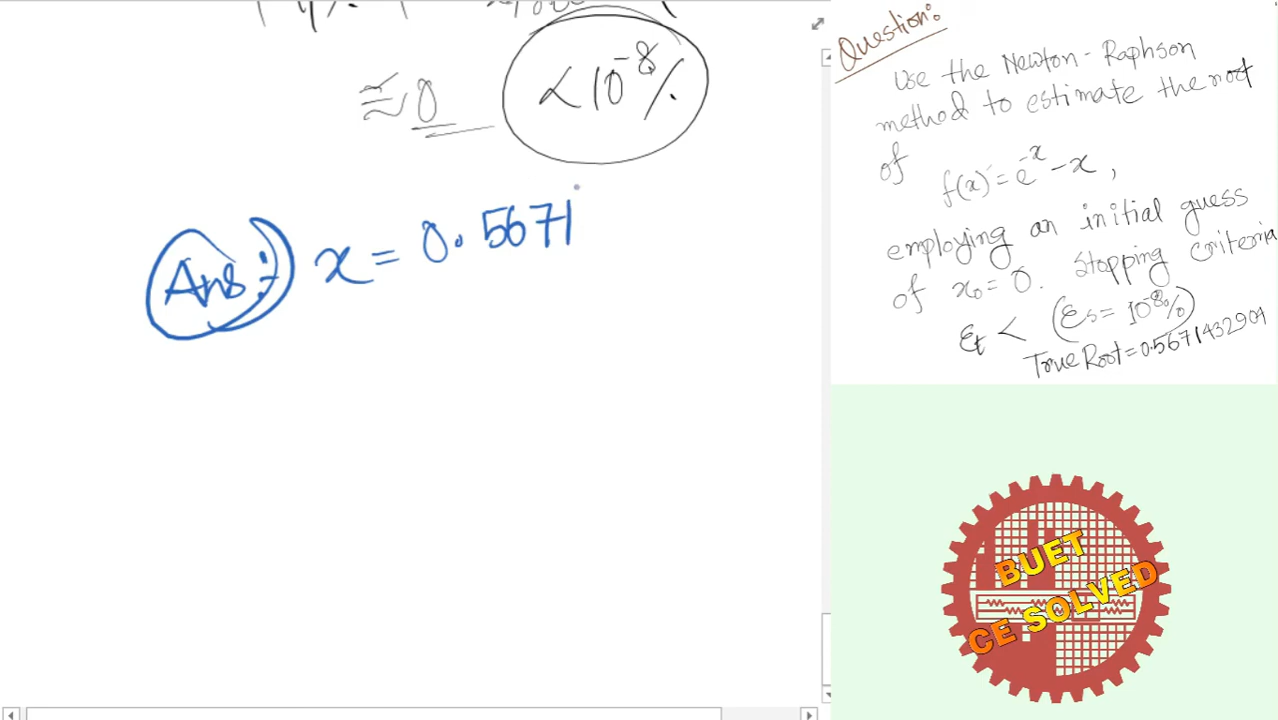 ≅ 0 < 10^-8 %
Ans:- x = 0.5671
Question:
Use the Newton-Raphson
method to estimate the root
of
f(x) = e^-x - x,
employing an initial guess
of x₀ = 0. Stopping criteria
εt < (εs = 10^-8 %)
True Root = 0.5671432904
BUET
CE SOLVED